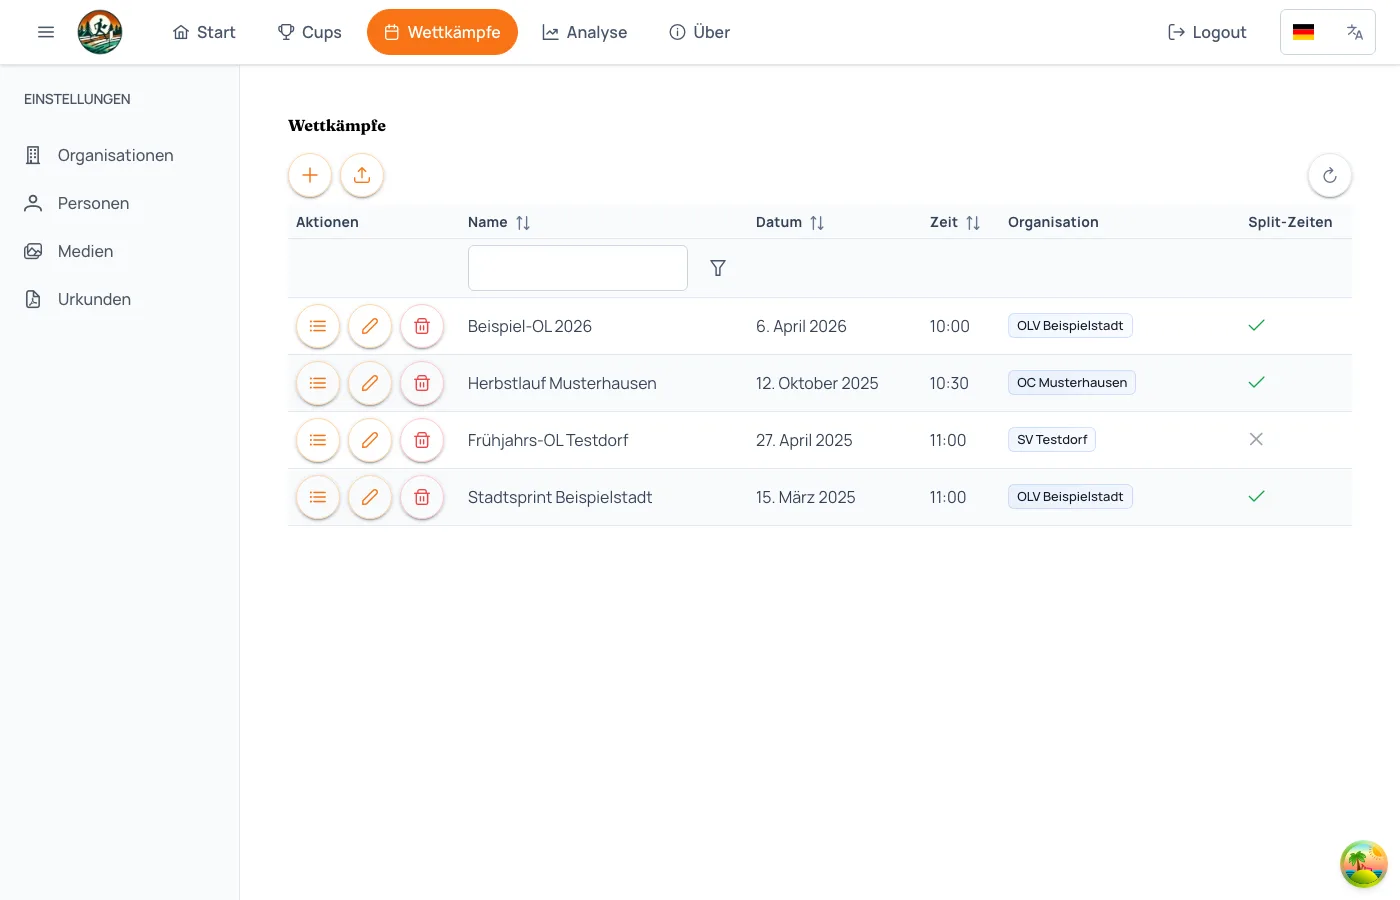 Start Cups Wettkämpfe Analyse Über Logout
EINSTELLUNGEN
Organisationen
Personen
Medien
Urkunden
Wettkämpfe
Aktionen Name Datum Zeit Organisation Split-Zeiten
Beispiel-OL 2026 6. April 2026 10:00 OLV Beispielstadt
Herbstlauf Musterhausen 12. Oktober 2025 10:30 OC Musterhausen
Frühjahrs-OL Testdorf 27. April 2025 11:00 SV Testdorf
Stadtsprint Beispielstadt 15. März 2025 11:00 OLV Beispielstadt